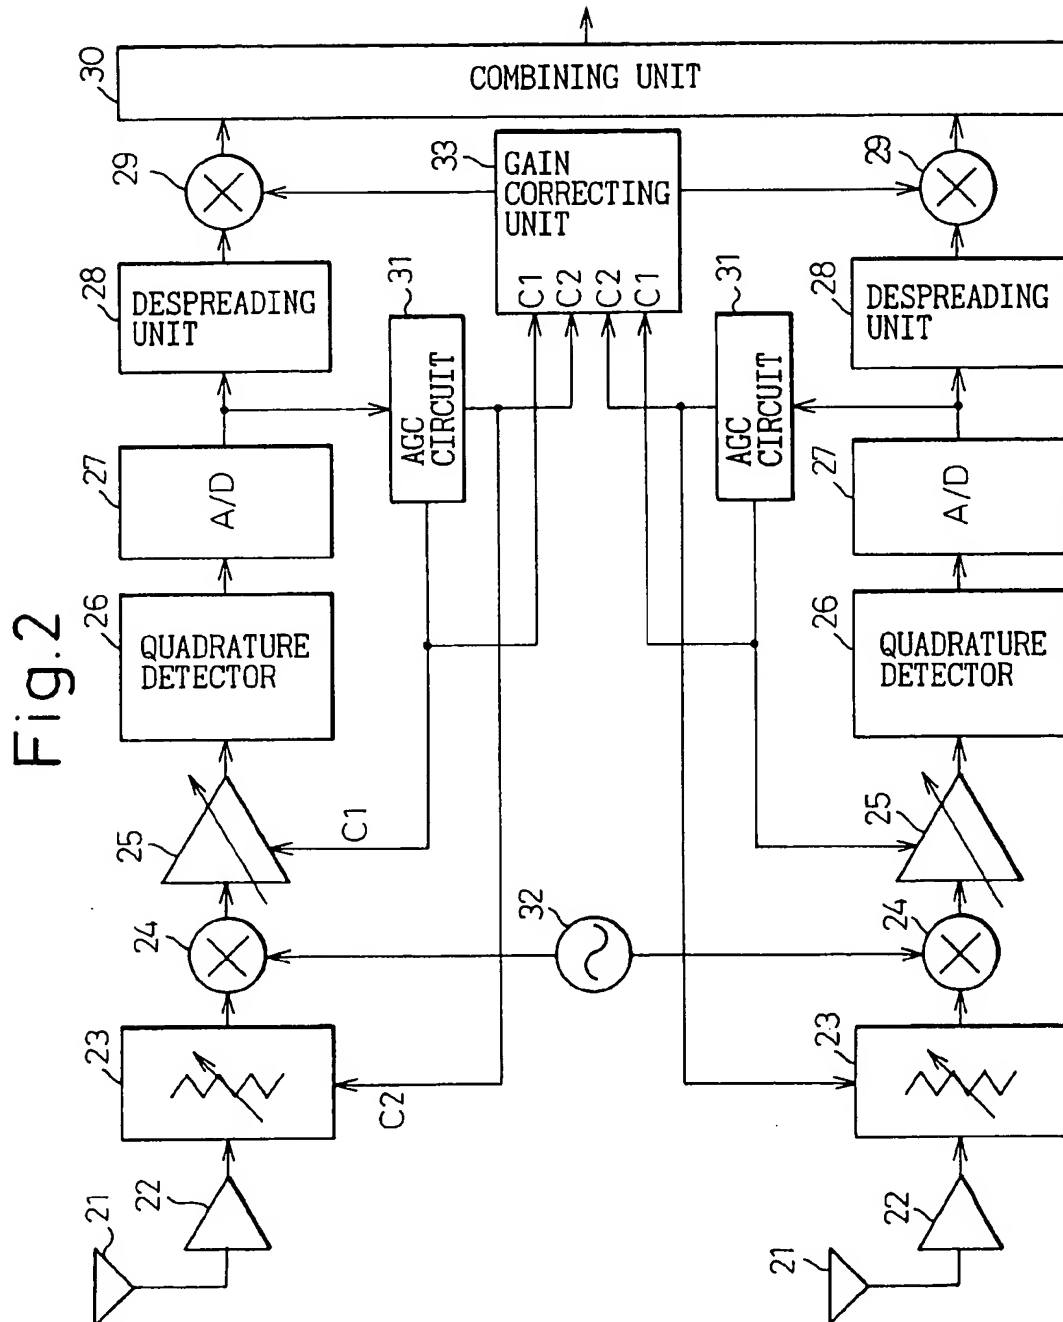 Fig.2
30
COMBINING UNIT
29
33
GAIN
CORRECTING
UNIT
C1
C2
C2
C1
29
28
DESPREADING
UNIT
31
AGC
CIRCUIT
31
AGC
CIRCUIT
28
DESPREADING
UNIT
27
A/D
27
A/D
26
QUADRATURE
DETECTOR
26
QUADRATURE
DETECTOR
25
C1
25
24
32
24
23
C2
23
22
22
21
21